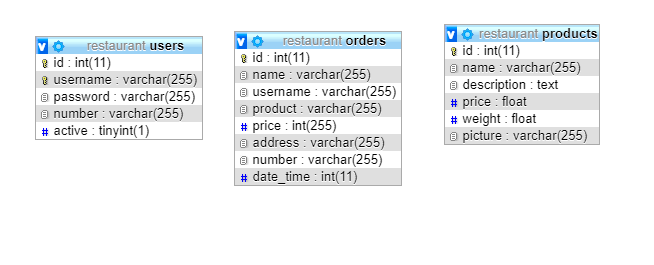 restaurant users
id : int(11)
username : varchar(255)
password : varchar(255)
number : varchar(255)
# active : tinyint(1)
restaurant orders
id : int(11)
name : varchar(255)
username : varchar(255)
product : varchar(255)
# price : int(255)
address : varchar(255)
number : varchar(255)
# date_time : int(11)
restaurant products
id : int(11)
name : varchar(255)
description : text
# price : float
# weight : float
picture : varchar(255)